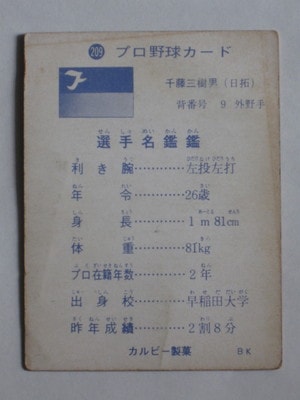 209 プロ野球カード
千藤三樹男（日拓）
背番号 9 外野手
選手名鑑
利き腕…………左投左打
年令…………26歳
身長…………1m81cm
体重…………81kg
プロ在籍年数…………2年
出身校…………早稲田大学
昨年成績…………2割8分
カルビー製菓 BK